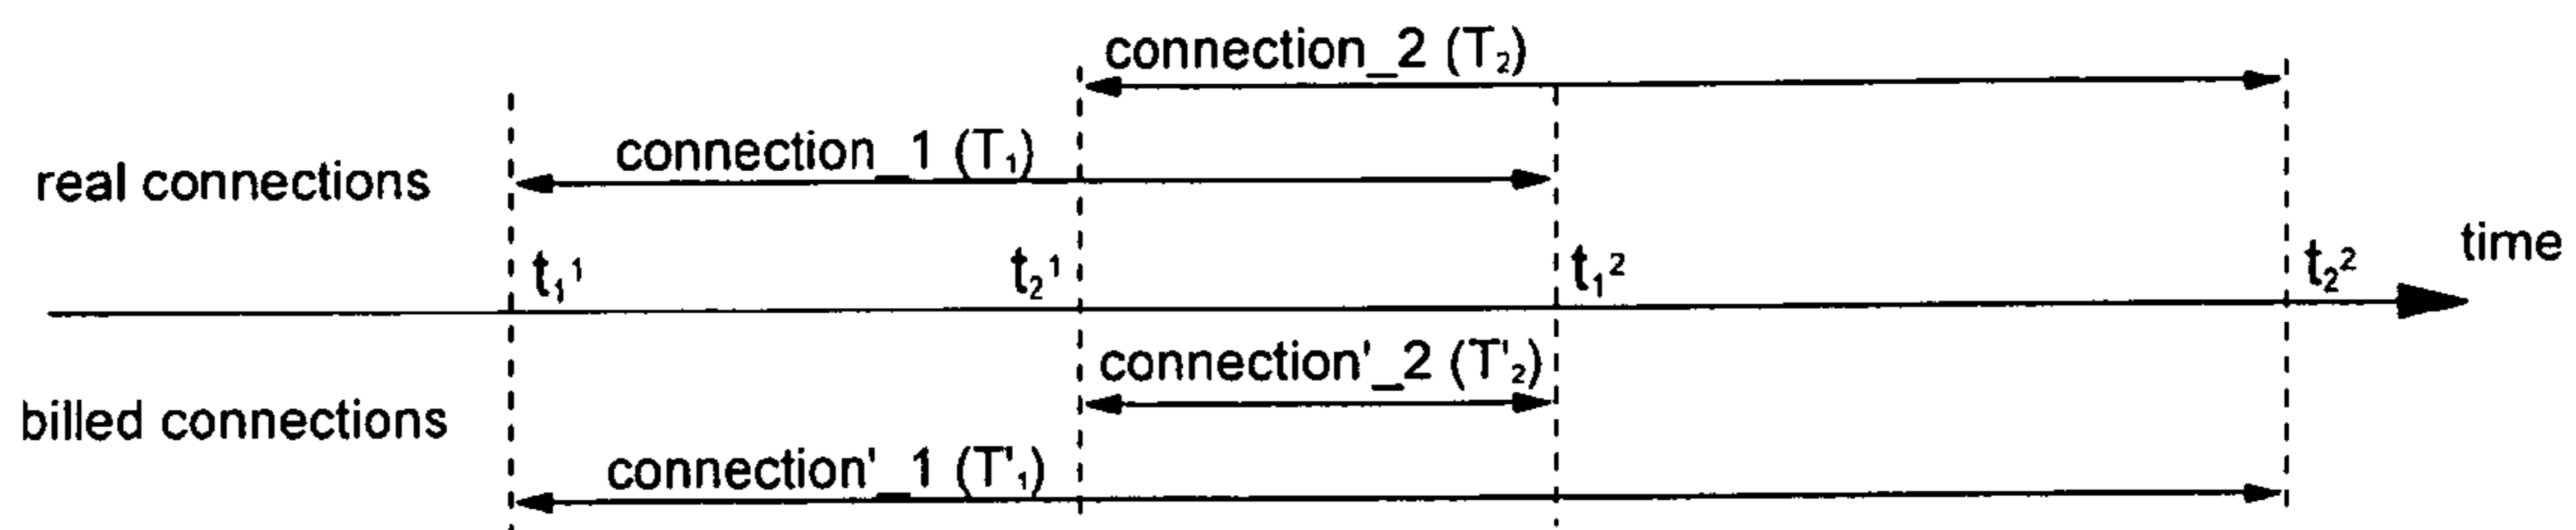 connection_2 (T₂)
connection_1 (T₁)
real connections
time
t₁¹
t₂¹
t₁²
t₂²
connection'_2 (T'₂)
billed connections
connection'_1 (T'₁)